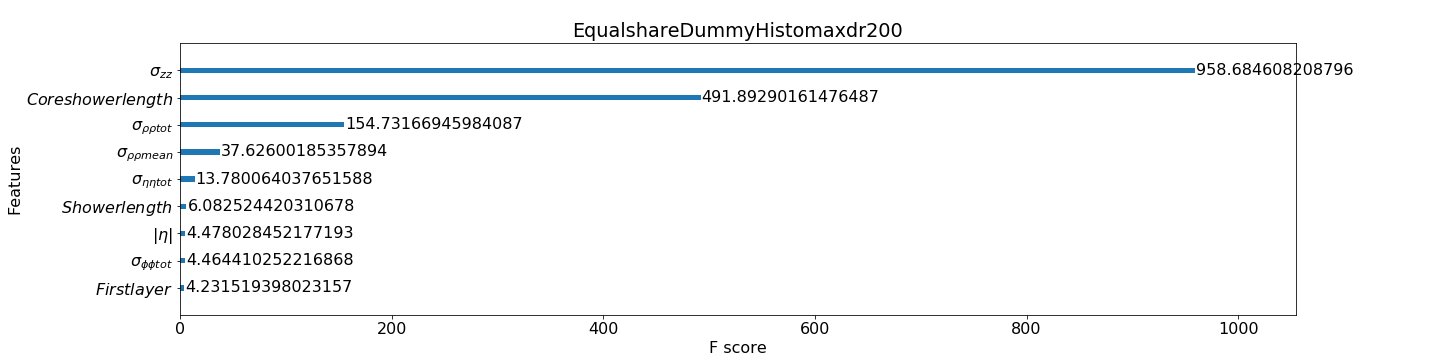 EqualshareDummyHistomaxdr200
σzz 958.684608208796
Coreshowerlength 491.89290161476487
σρρtot 154.73166945984087
σρρmean 37.62600185357894
σηηtot 13.780064037651588
Showerlength 6.082524420310678
|η| 4.478028452177193
σϕϕtot 4.464410252216868
Firstlayer 4.231519398023157
Features
0 200 400 600 800 1000
F score